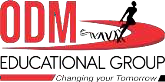 ODM
EDUCATIONAL GROUP
Changing your Tomorrow